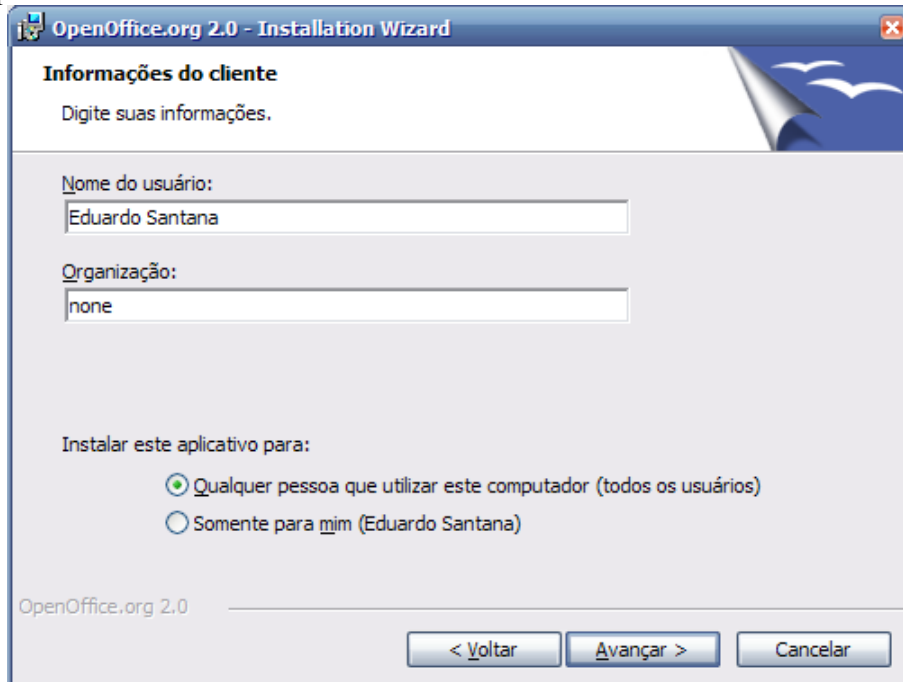 OpenOffice.org 2.0 - Installation Wizard
Informações do cliente
Digite suas informações.
Nome do usuário:
Eduardo Santana
Organização:
none
Instalar este aplicativo para:
Qualquer pessoa que utilizar este computador (todos os usuários)
Somente para mim (Eduardo Santana)
OpenOffice.org 2.0
< Voltar Avançar > Cancelar